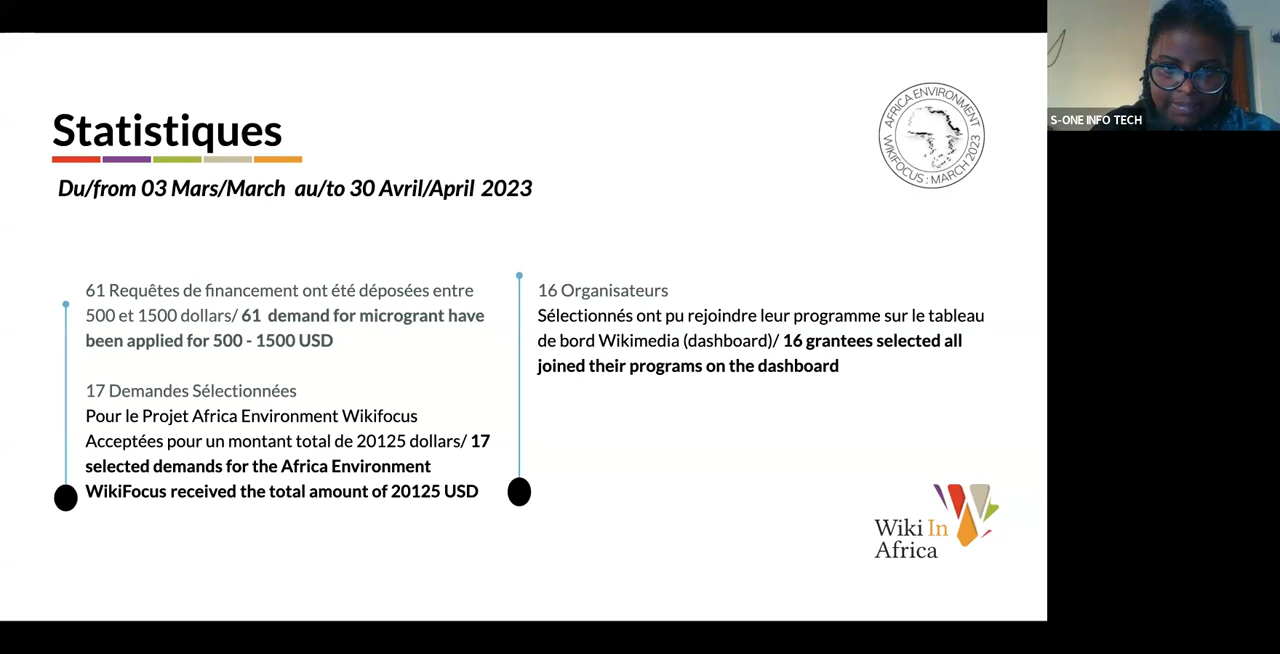 Statistiques
Du/from 03 Mars/March au/to 30 Avril/April 2023
AFRICA ENVIRONMENT
WIKIFOCUS : MARCH 2023
S-ONE INFO TECH
61 Requêtes de financement ont été déposées entre
500 et 1500 dollars/ 61 demand for microgrant have
been applied for 500 - 1500 USD
17 Demandes Sélectionnées
Pour le Projet Africa Environment Wikifocus
Acceptées pour un montant total de 20125 dollars/ 17
selected demands for the Africa Environment
WikiFocus received the total amount of 20125 USD
16 Organisateurs
Sélectionnés ont pu rejoindre leur programme sur le tableau
de bord Wikimedia (dashboard)/ 16 grantees selected all
joined their programs on the dashboard
Wiki In
Africa